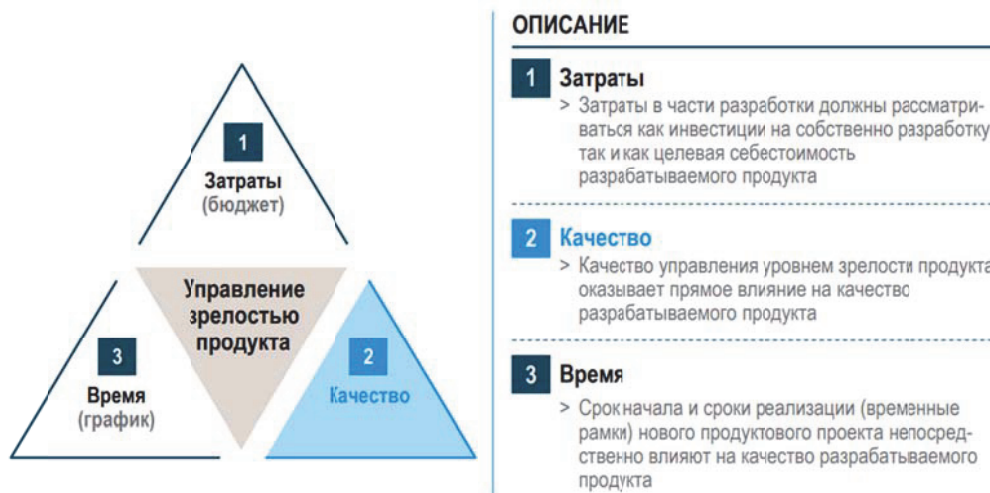 1
Затраты
(бюджет)
Управление
зрелостью
продукта
3
Время
(график)
2
Качество
ОПИСАНИЕ
1 Затраты
> Затраты в части разработки должны рассматри-
ваться как инвестиции на собственно разработку
так и как целевая себестоимость
разрабатываемого продукта
2 Качество
> Качество управления уровнем зрелости продукта
оказывает прямое влияние на качество
разрабатываемого продукта
3 Время
> Срок начала и сроки реализации (временные
рамки) нового продуктового проекта непосред-
ственно влияют на качество разрабатываемого
продукта